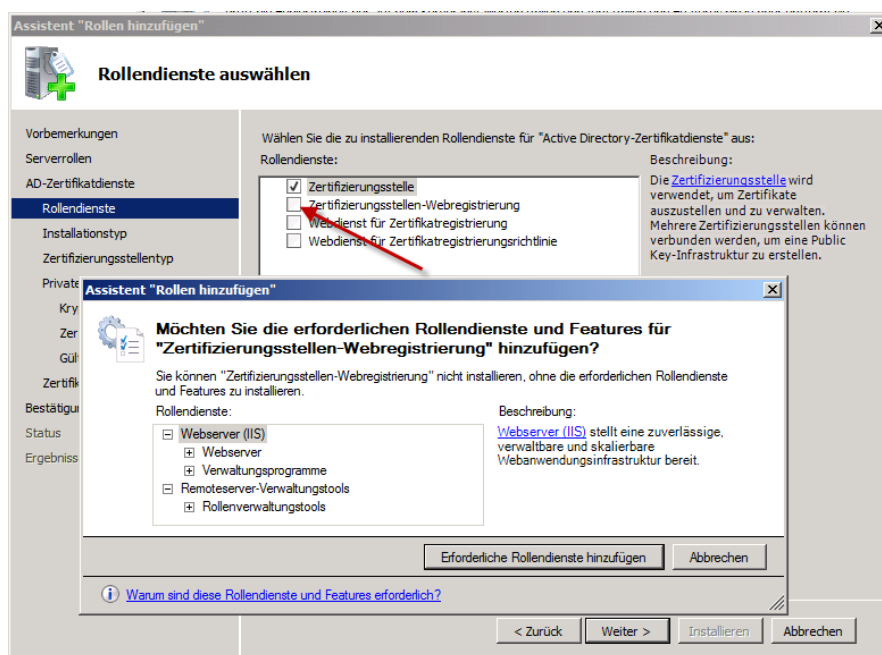 Assistent "Rollen hinzufügen"
Rollendienste auswählen
Vorbemerkungen
Serverrollen
AD-Zertifikatdienste
Rollendienste
Installationstyp
Zertifizierungsstellentyp
Private
Kry
Zer
Gül
Zertifik
Bestätigu
Status
Ergebniss
Wählen Sie die zu installierenden Rollendienste für "Active Directory-Zertifikatdienste" aus:
Rollendienste:
Zertifizierungsstelle
Zertifizierungsstellen-Webregistrierung
Webdienst für Zertifikatregistrierung
Webdienst für Zertifikatregistrierungsrichtlinie
Beschreibung:
Die Zertifizierungsstelle wird
verwendet, um Zertifikate
auszustellen und zu verwalten.
Mehrere Zertifizierungsstellen können
verbunden werden, um eine Public
Key-Infrastruktur zu erstellen.
Assistent "Rollen hinzufügen"
Möchten Sie die erforderlichen Rollendienste und Features für
"Zertifizierungsstellen-Webregistrierung" hinzufügen?
Sie können "Zertifizierungsstellen-Webregistrierung" nicht installieren, ohne die erforderlichen Rollendienste
und Features zu installieren.
Rollendienste:
Webserver (IIS)
Webserver
Verwaltungsprogramme
Remoteserver-Verwaltungstools
Rollenverwaltungstools
Beschreibung:
Webserver (IIS) stellt eine zuverlässige,
verwaltbare und skalierbare
Webanwendungsinfrastruktur bereit.
Erforderliche Rollendienste hinzufügen
Abbrechen
Warum sind diese Rollendienste und Features erforderlich?
< Zurück
Weiter >
Installieren
Abbrechen